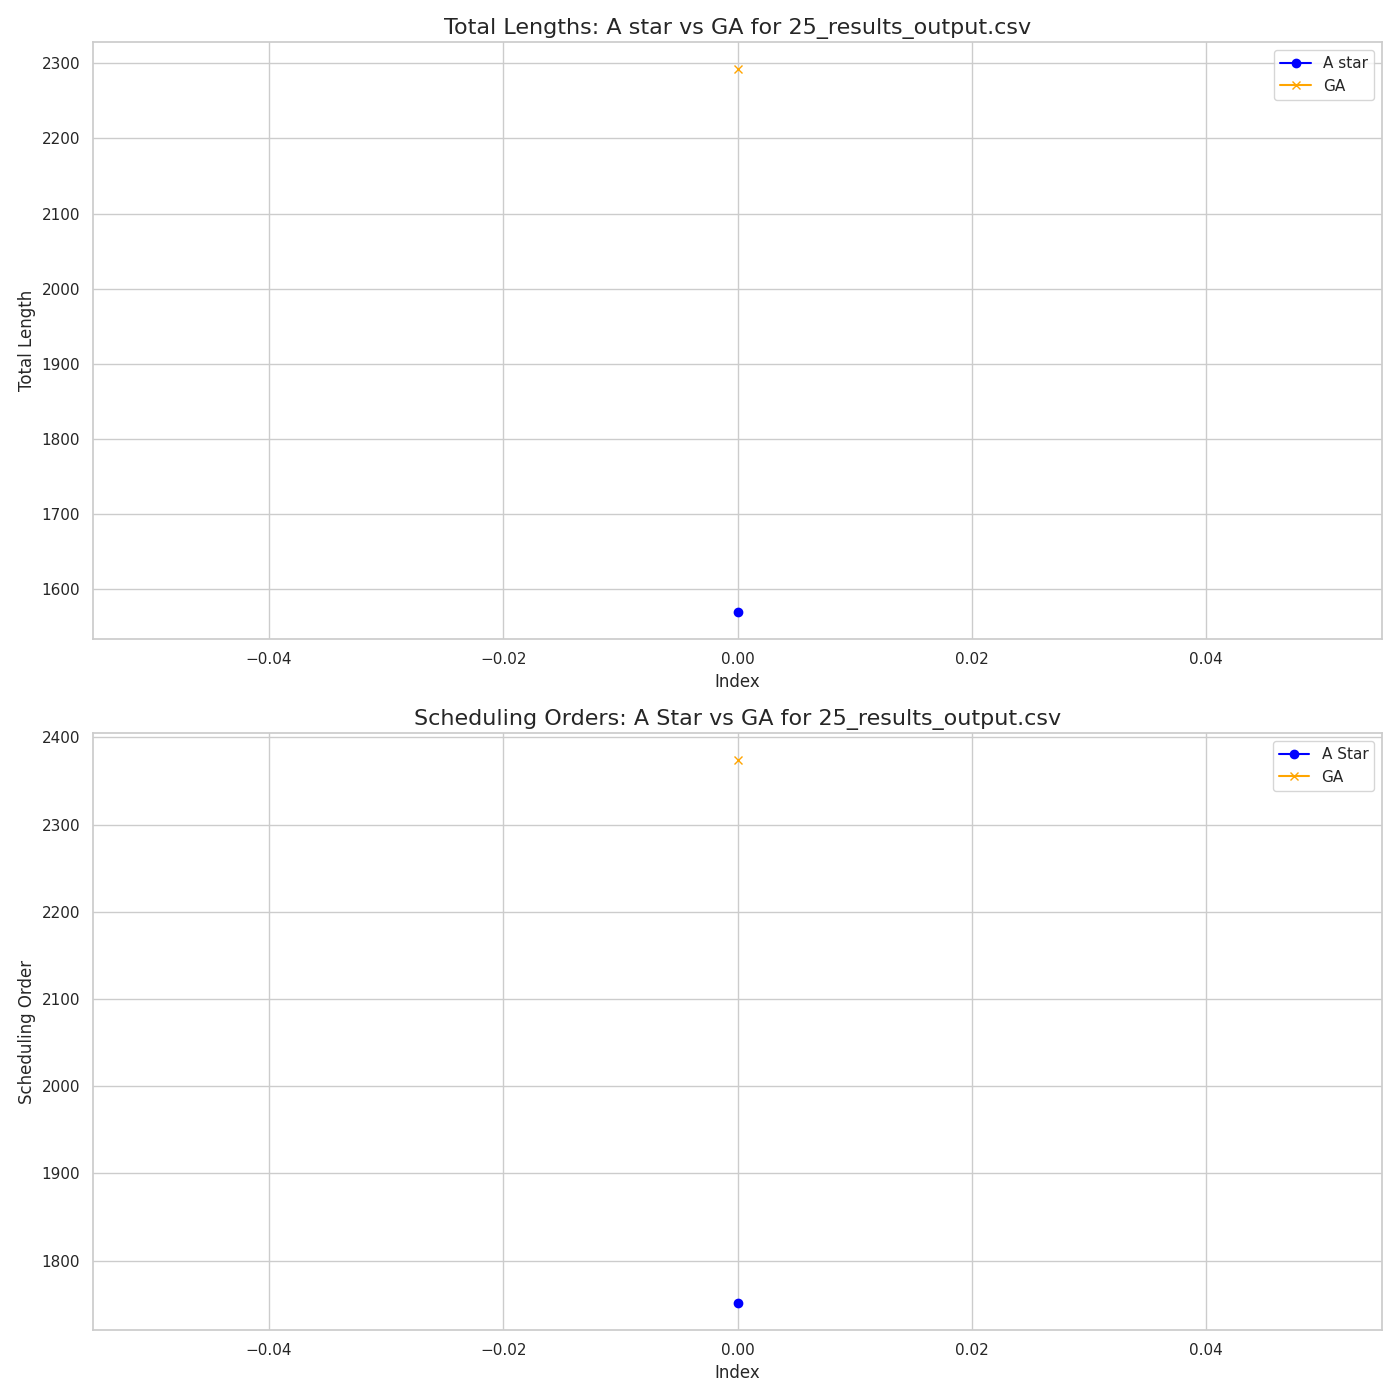 Total Lengths: A star vs GA for 25_results_output.csv
A star
GA
Total Length
2300
2200
2100
2000
1900
1800
1700
1600
−0.04
−0.02
0.00
0.02
0.04
Index
Scheduling Orders: A Star vs GA for 25_results_output.csv
A Star
GA
Scheduling Order
2400
2300
2200
2100
2000
1900
1800
−0.04
−0.02
0.00
0.02
0.04
Index